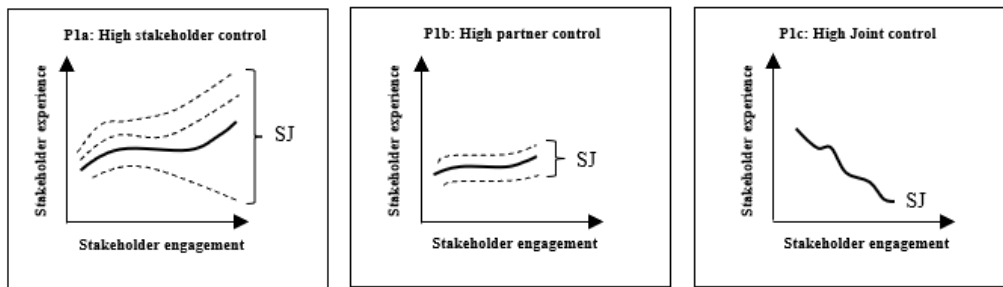 P1a: High stakeholder control
Stakeholder experience
SJ
Stakeholder engagement
P1b: High partner control
Stakeholder experience
SJ
Stakeholder engagement
P1c: High Joint control
Stakeholder experience
SJ
Stakeholder engagement